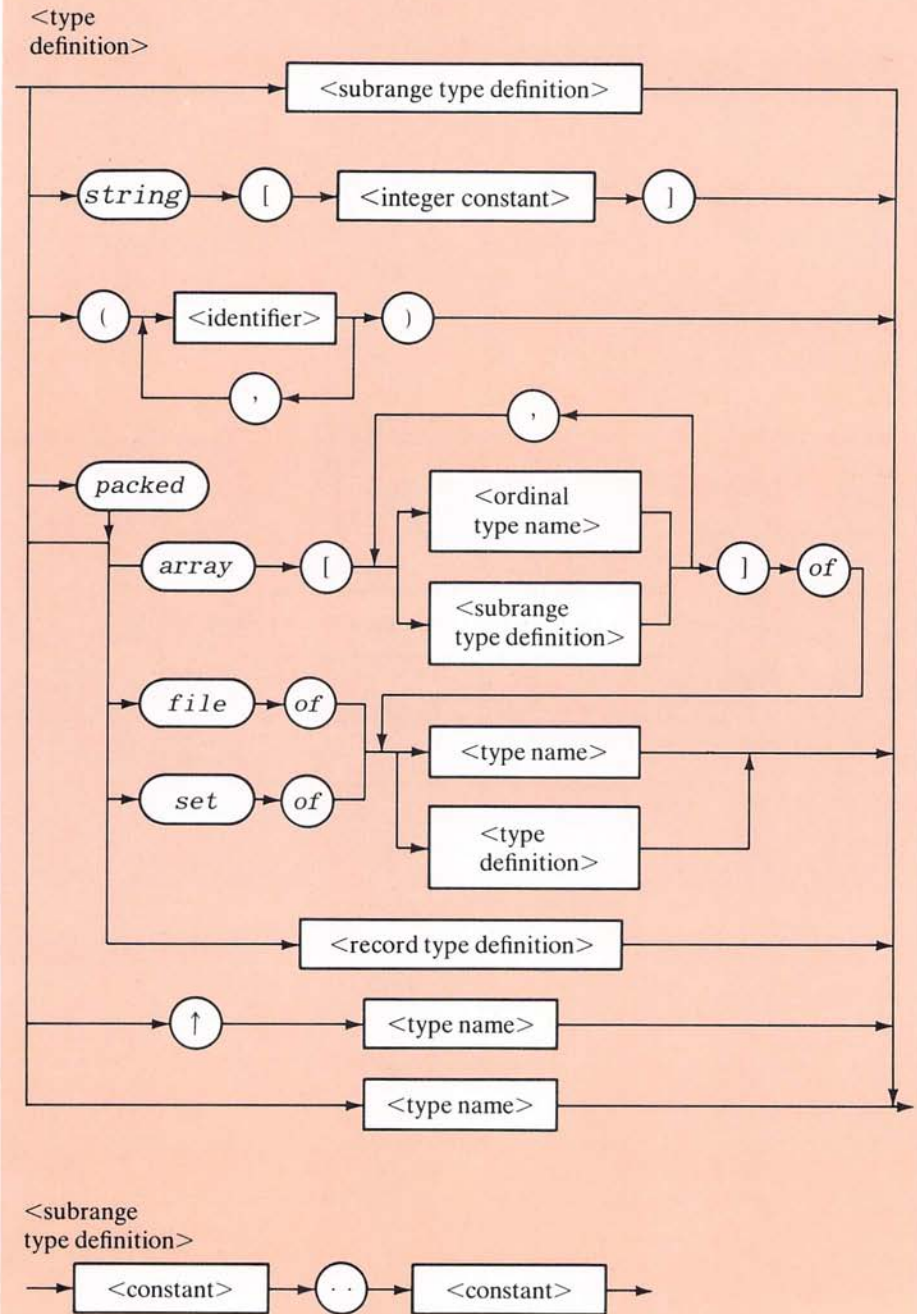 <type
definition>
<subrange type definition>
string [ <integer constant> ]
( <identifier> )
,
,
packed
<ordinal
type name>
array [ ] of
<subrange
type definition>
file of
<type name>
set of
<type
definition>
<record type definition>
↑ <type name>
<type name>
<subrange
type definition>
<constant> .. <constant>